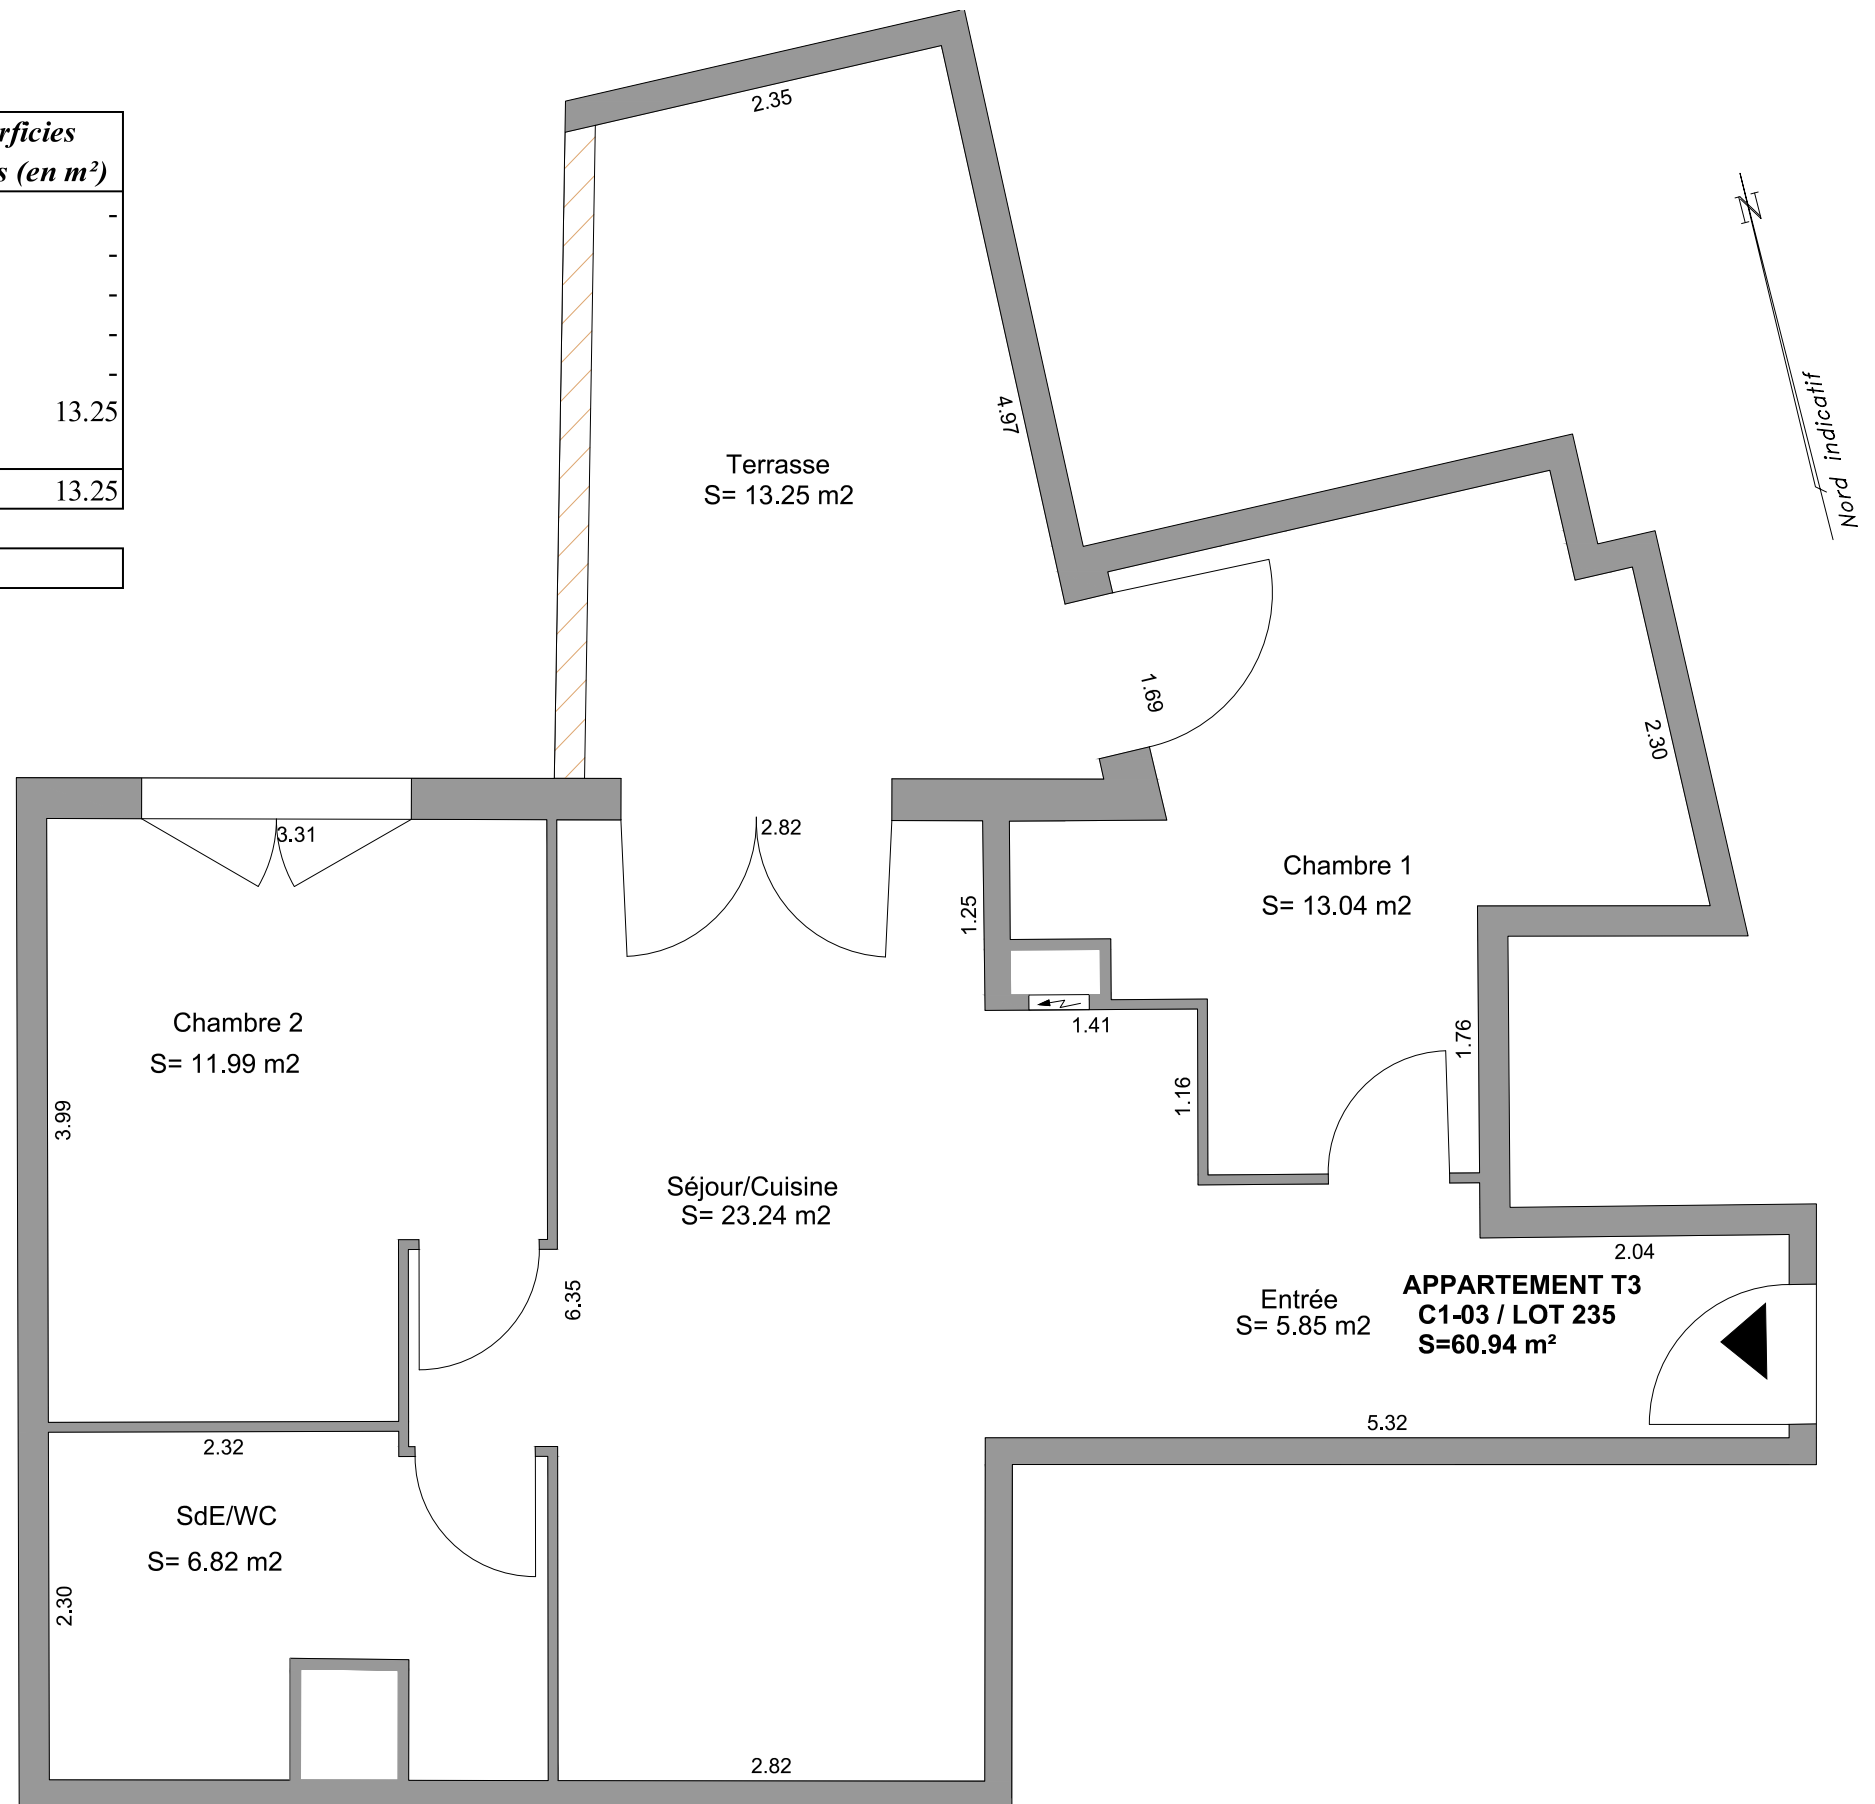 (en m²)
-
-
-
-
-
13.25
13.25
2.35
N
Nord indicatif
4.97
Terrasse
S= 13.25 m2
1.69
2.30
3.31
2.82
Chambre 1
S= 13.04 m2
1.25
Chambre 2
S= 11.99 m2
1.41
1.76
1.16
3.99
Séjour/Cuisine
S= 23.24 m2
6.35
2.04
Entrée
S= 5.85 m2
APPARTEMENT T3
C1-03 / LOT 235
S=60.94 m²
5.32
2.32
SdE/WC
S= 6.82 m2
2.30
2.82